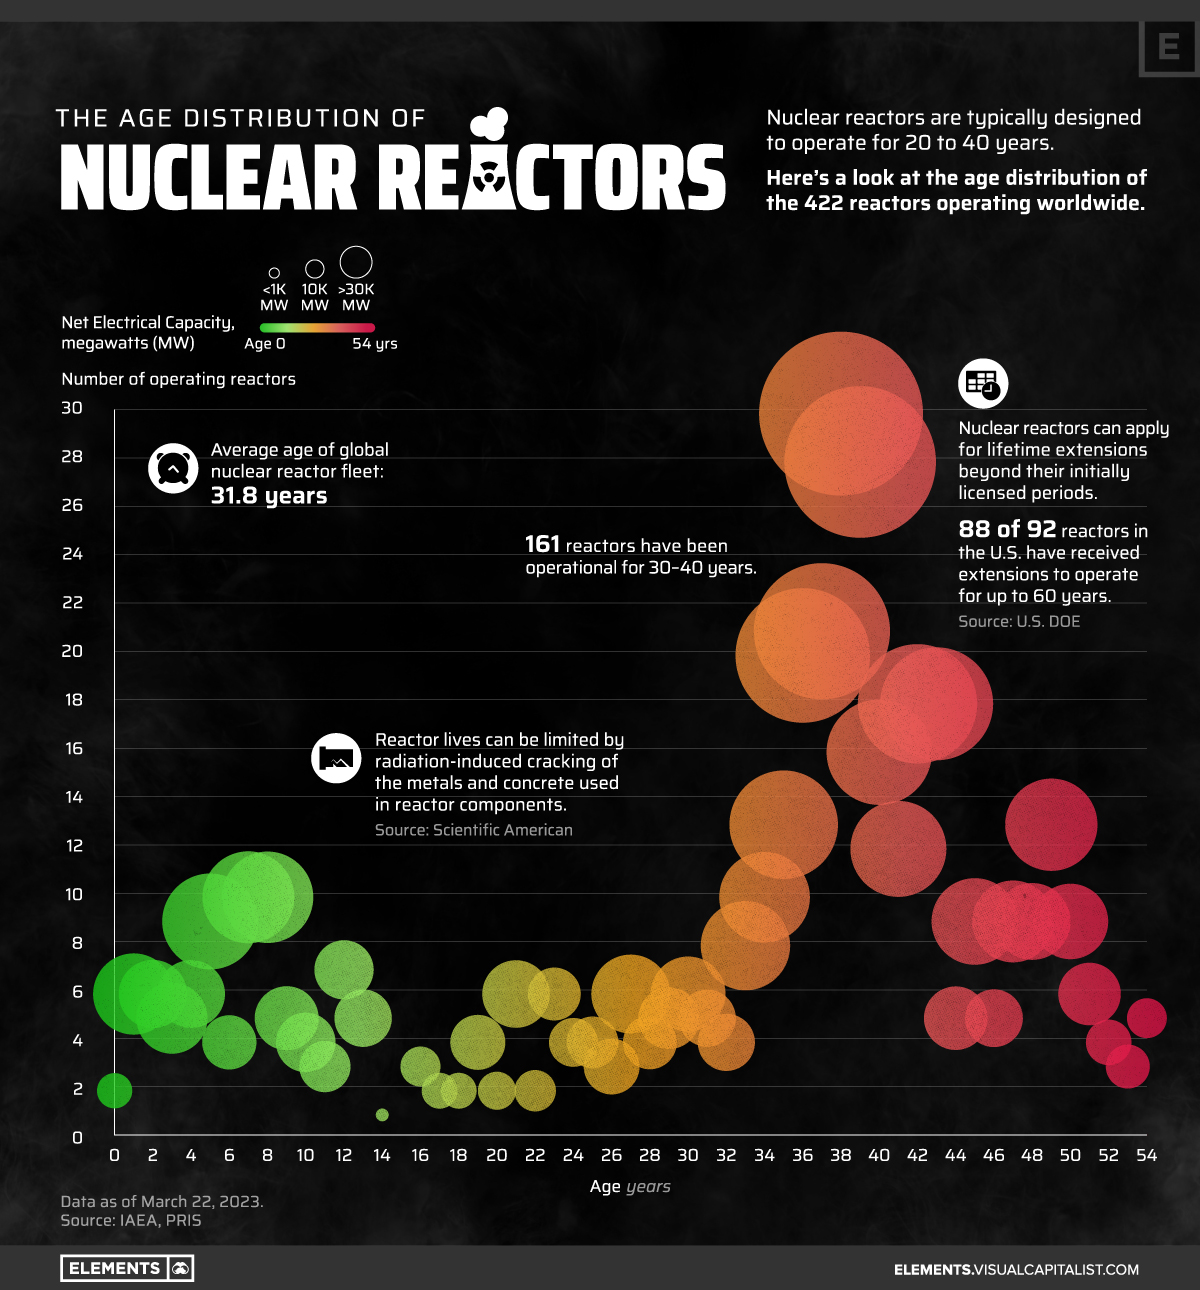 E
THE AGE DISTRIBUTION OF
NUCLEAR REACTORS
Nuclear reactors are typically designed
to operate for 20 to 40 years.
Here's a look at the age distribution of
the 422 reactors operating worldwide.
<1K MW
10K MW
>30K MW
Net Electrical Capacity,
megawatts (MW)
Age 0
54 yrs
Number of operating reactors
30
28
26
24
22
20
18
16
14
12
10
8
6
4
2
0
Average age of global
nuclear reactor fleet:
31.8 years
161 reactors have been
operational for 30–40 years.
Nuclear reactors can apply
for lifetime extensions
beyond their initially
licensed periods.
88 of 92 reactors in
the U.S. have received
extensions to operate
for up to 60 years.
Source: U.S. DOE
Reactor lives can be limited by
radiation-induced cracking of
the metals and concrete used
in reactor components.
Source: Scientific American
0 2 4 6 8 10 12 14 16 18 20 22 24 26 28 30 32 34 36 38 40 42 44 46 48 50 52 54
Age years
Data as of March 22, 2023.
Source: IAEA, PRIS
ELEMENTS
ELEMENTS.VISUALCAPITALIST.COM